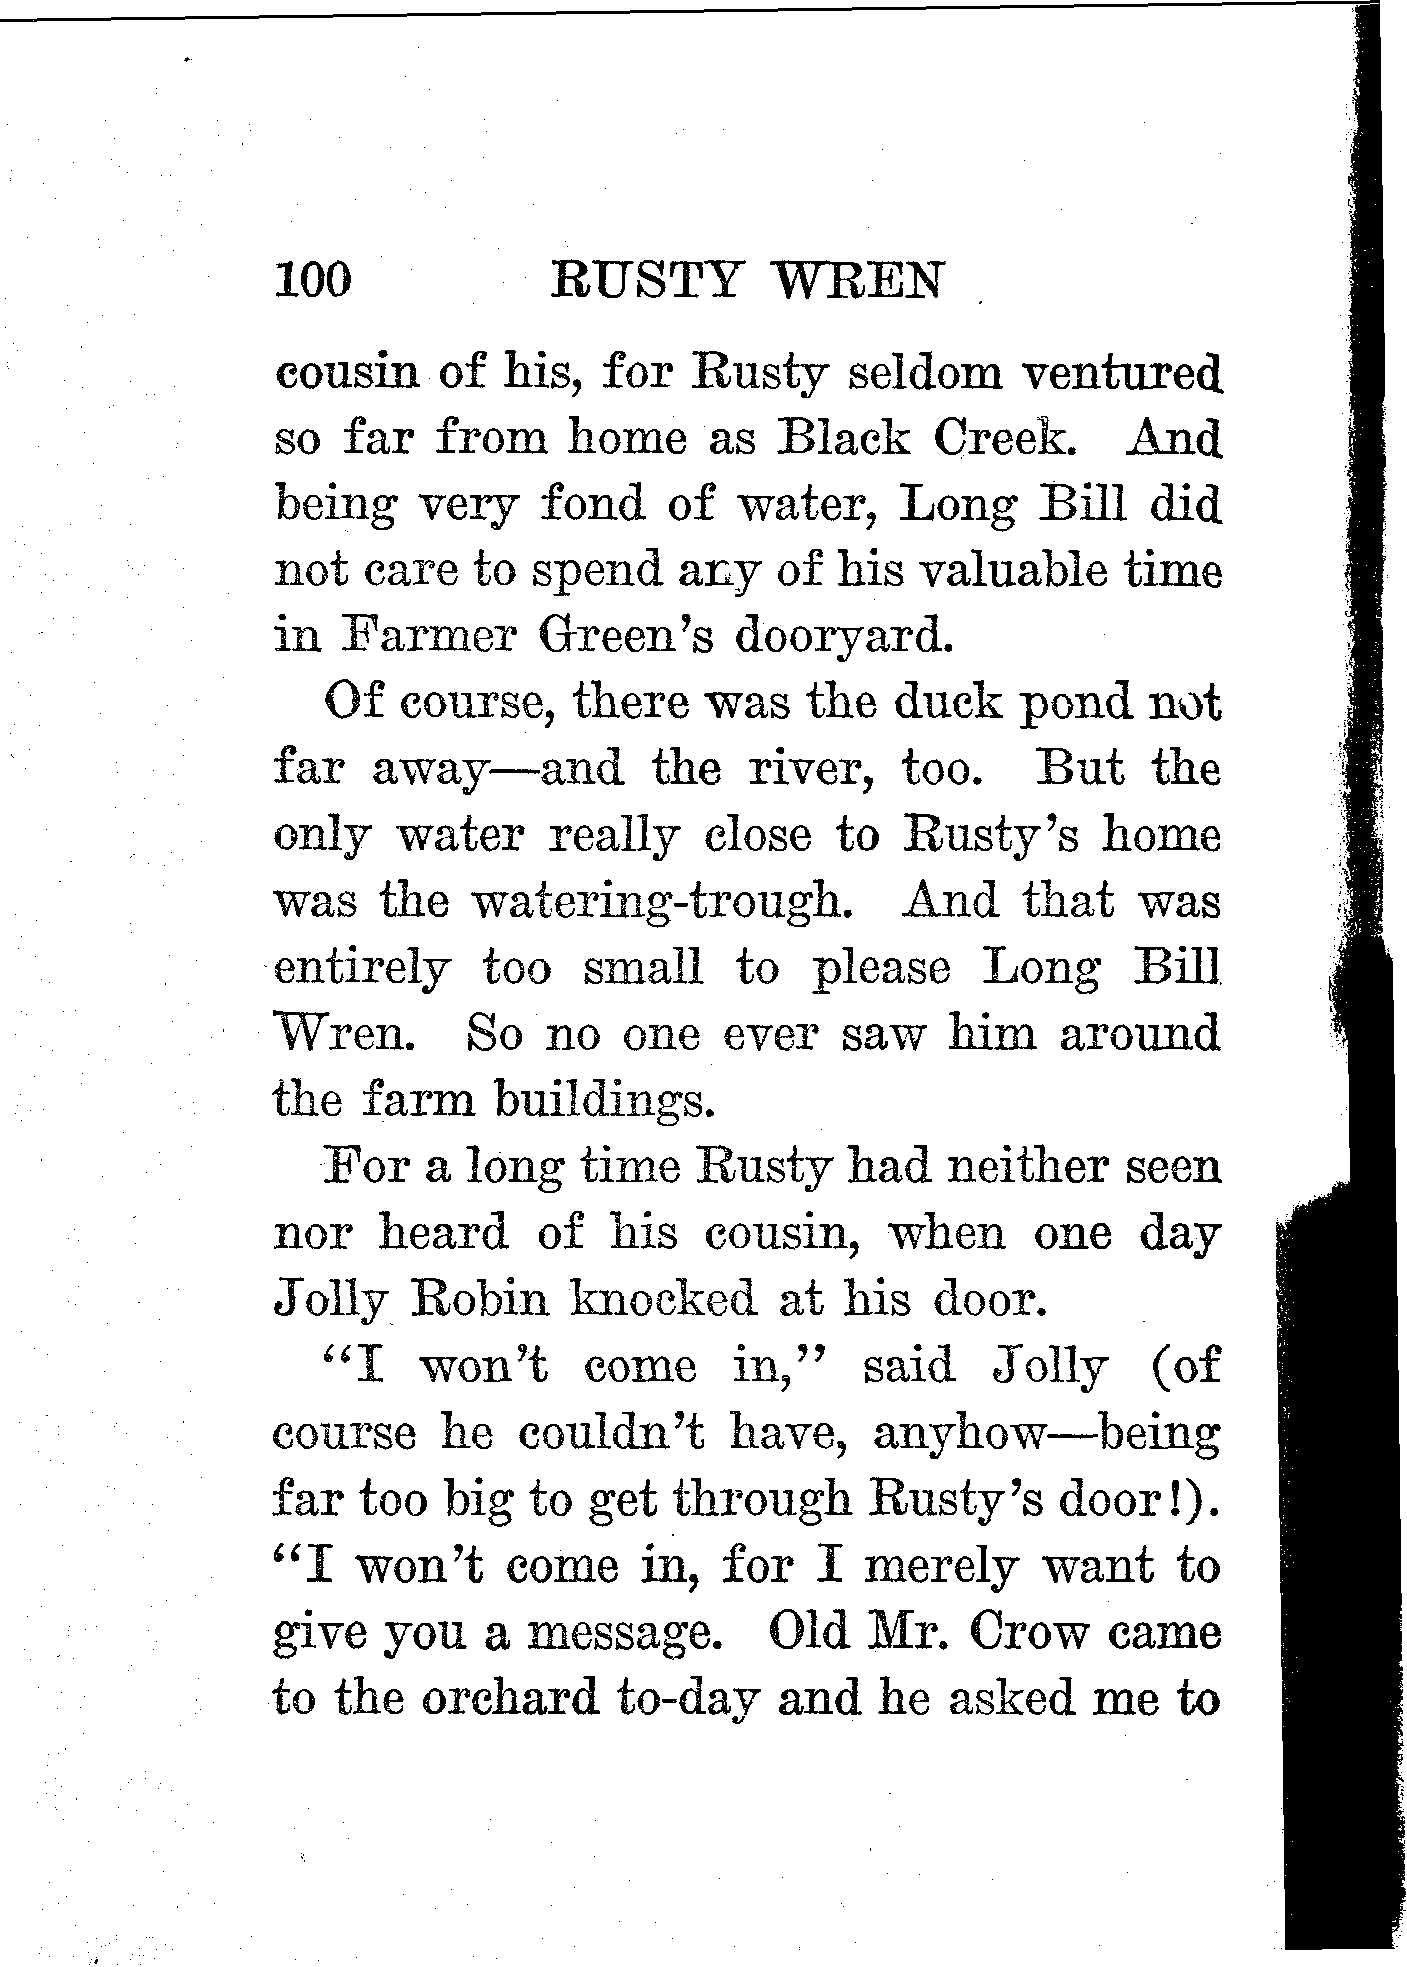 100 RUSTY WREN
cousin of his, for Rusty seldom ventured
so far from home as Black Creek. And
being very fond of water, Long Bill did
not care to spend any of his valuable time
in Farmer Green's dooryard.
Of course, there was the duck pond not
far away—and the river, too. But the
only water really close to Rusty's home
was the watering-trough. And that was
entirely too small to please Long Bill
Wren. So no one ever saw him around
the farm buildings.
For a long time Rusty had neither seen
nor heard of his cousin, when one day
Jolly Robin knocked at his door.
“I won't come in,” said Jolly (of
course he couldn't have, anyhow—being
far too big to get through Rusty's door!).
“I won't come in, for I merely want to
give you a message. Old Mr. Crow came
to the orchard to-day and he asked me to